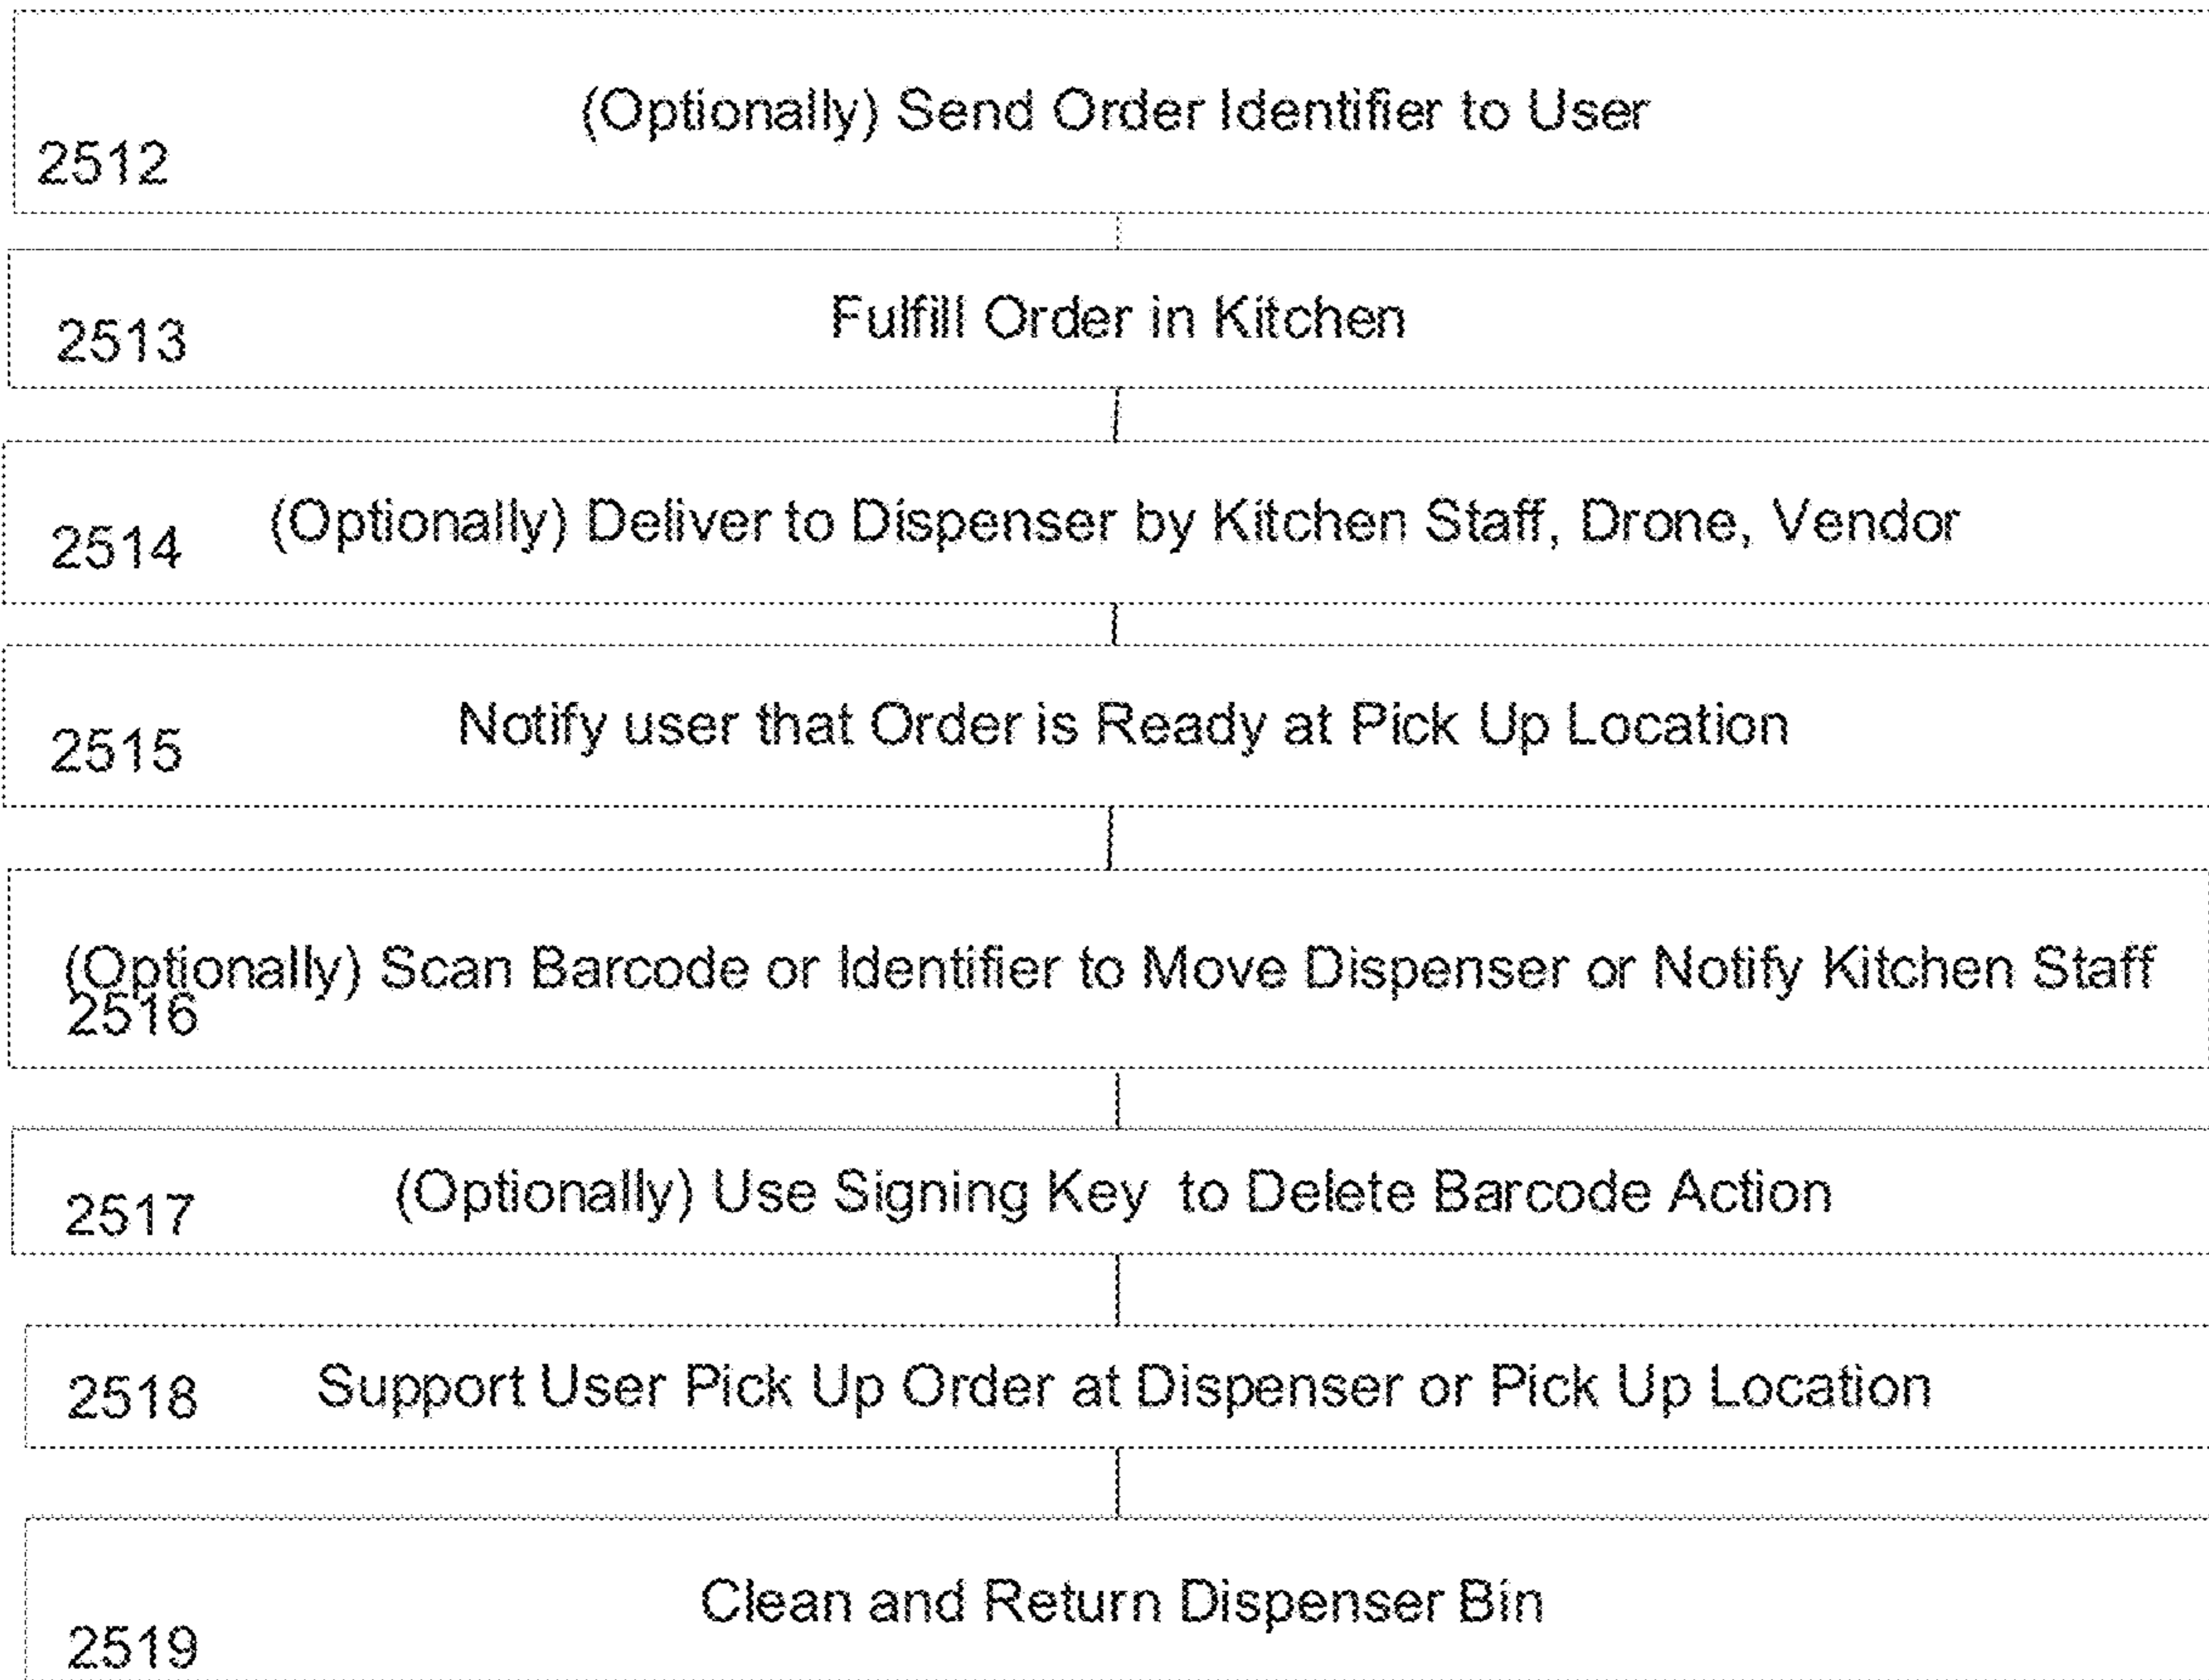 (Optionally) Send Order Identifier to User
2512
Fulfill Order in Kitchen
2513
(Optionally) Deliver to Dispenser by Kitchen Staff, Drone, Vendor
2514
Notify user that Order is Ready at Pick Up Location
2515
(Optionally) Scan Barcode or Identifier to Move Dispenser or Notify Kitchen Staff
2516
(Optionally) Use Signing Key to Delete Barcode Action
2517
Support User Pick Up Order at Dispenser or Pick Up Location
2518
Clean and Return Dispenser Bin
2519